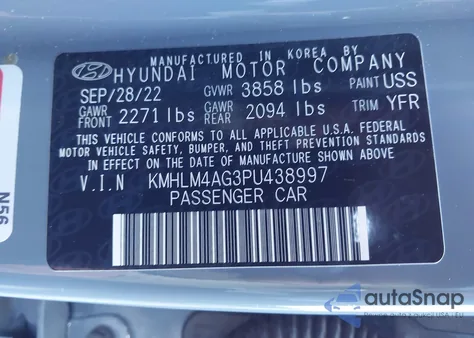 MANUFACTURED IN KOREA BY
HYUNDAI MOTOR COMPANY
SEP/28/22 GVWR 3858 lbs PAINT USS
GAWR FRONT 2271 lbs GAWR REAR 2094 lbs TRIM YFR
THIS VEHICLE CONFORMS TO ALL APPLICABLE U.S.A. FEDERAL
MOTOR VEHICLE SAFETY, BUMPER, AND THEFT PREVENTION STANDARDS
IN EFFECT ON THE DATE OF MANUFACTURE SHOWN ABOVE.
V.I.N KMHLM4AG3PU438997
PASSENGER CAR
N56
autoSnap